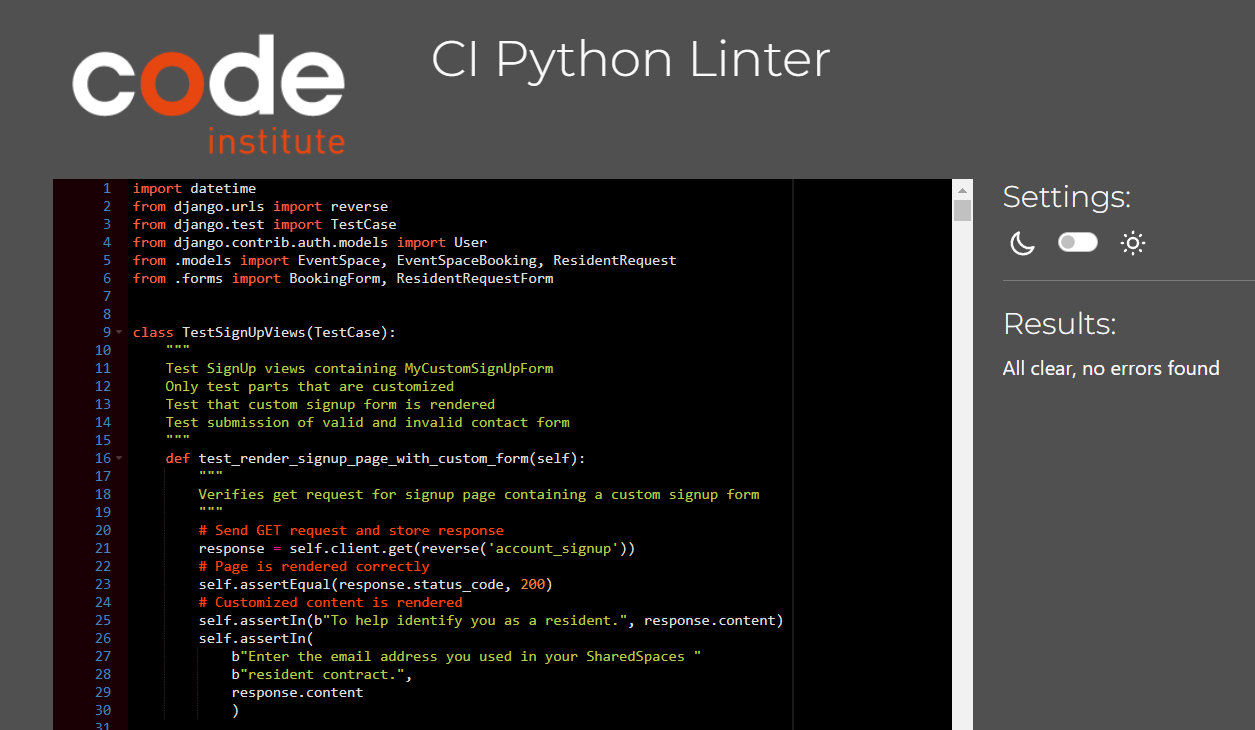 code
institute
CI Python Linter
1 import datetime
2 from django.urls import reverse
3 from django.test import TestCase
4 from django.contrib.auth.models import User
5 from .models import EventSpace, EventSpaceBooking, ResidentRequest
6 from .forms import BookingForm, ResidentRequestForm
7
8
9 class TestSignUpViews(TestCase):
10     """
11     Test SignUp views containing MyCustomSignUpForm
12     Only test parts that are customized
13     Test that custom signup form is rendered
14     Test submission of valid and invalid contact form
15     """
16     def test_render_signup_page_with_custom_form(self):
17         """
18         Verifies get request for signup page containing a custom signup form
19         """
20         # Send GET request and store response
21         response = self.client.get(reverse('account_signup'))
22         # Page is rendered correctly
23         self.assertEqual(response.status_code, 200)
24         # Customized content is rendered
25         self.assertIn(b"To help identify you as a resident.", response.content)
26         self.assertIn(
27             b"Enter the email address you used in your SharedSpaces "
28             b"resident contract.",
29             response.content
30             )
31
Settings:
Results:
All clear, no errors found